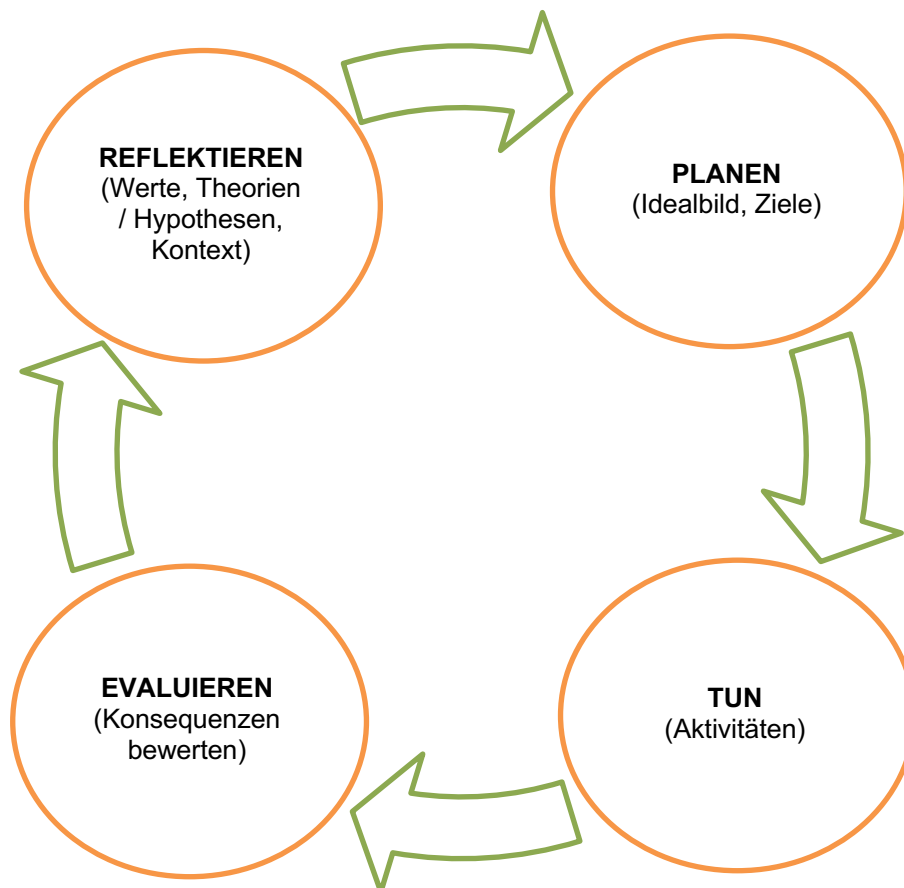 REFLEKTIEREN
(Werte, Theorien
/ Hypothesen,
Kontext)
PLANEN
(Idealbild, Ziele)
EVALUIEREN
(Konsequenzen
bewerten)
TUN
(Aktivitäten)